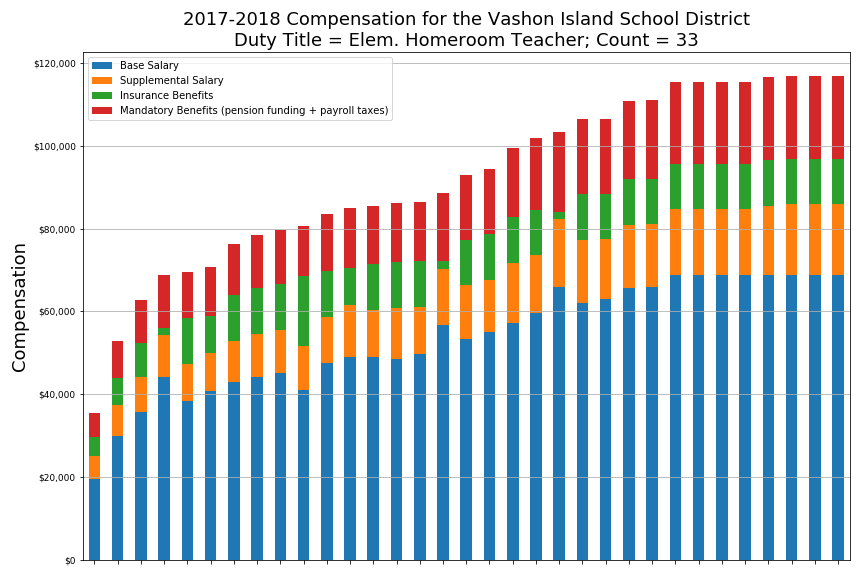 2017-2018 Compensation for the Vashon Island School District
Duty Title = Elem. Homeroom Teacher; Count = 33
Base Salary
Supplemental Salary
Insurance Benefits
Mandatory Benefits (pension funding + payroll taxes)
$120,000
$100,000
$80,000
$60,000
$40,000
$20,000
$0
Compensation